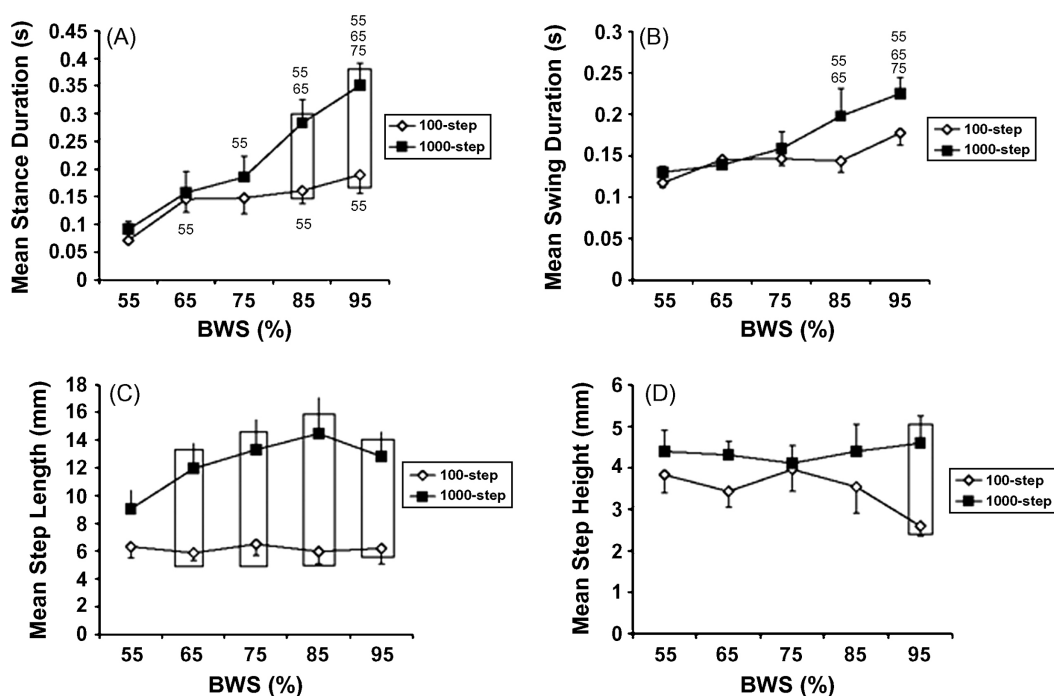 (A)
Mean Stance Duration (s)
0.45
0.4
0.35
0.3
0.25
0.2
0.15
0.1
0.05
0
55
65
75
55
65
55
55
55
55
100-step
1000-step
55 65 75 85 95
BWS (%)
(B)
Mean Swing Duration (s)
0.3
0.25
0.2
0.15
0.1
0.05
0
55
65
55
65
75
100-step
1000-step
55 65 75 85 95
BWS (%)
(C)
Mean Step Length (mm)
18
16
14
12
10
8
6
4
2
0
100-step
1000-step
55 65 75 85 95
BWS (%)
(D)
Mean Step Height (mm)
6
5
4
3
2
1
0
100-step
1000-step
55 65 75 85 95
BWS (%)